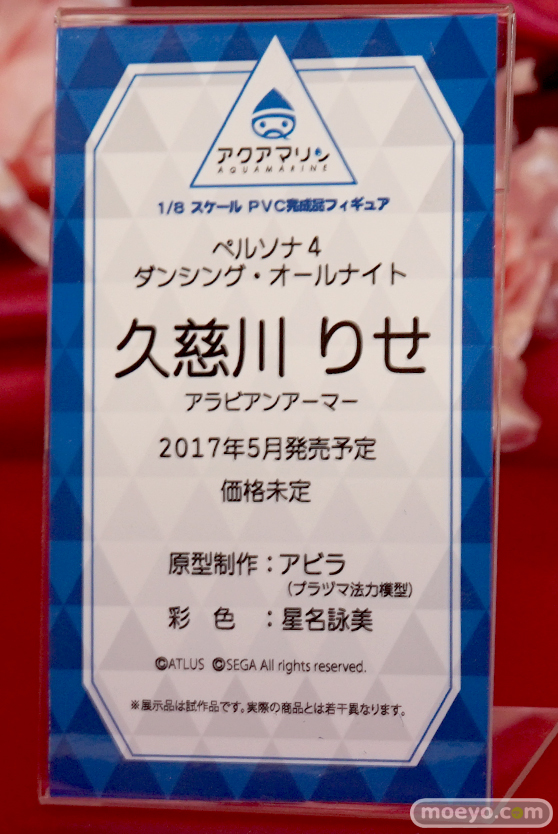 アクアマリン
AQUAMARINE
1/8 スケール PVC完成品フィギュア
ペルソナ4
ダンシング・オールナイト
久慈川 りせ
アラビアンアーマー
2017年5月発売予定
価格未定
原型制作：アビラ
(プラヅマ法力模型)
彩 色 ：星名詠美
©ATLUS ©SEGA All rights reserved.
※展示品は試作品です。実際の商品とは若干異なります。
moeyo.com